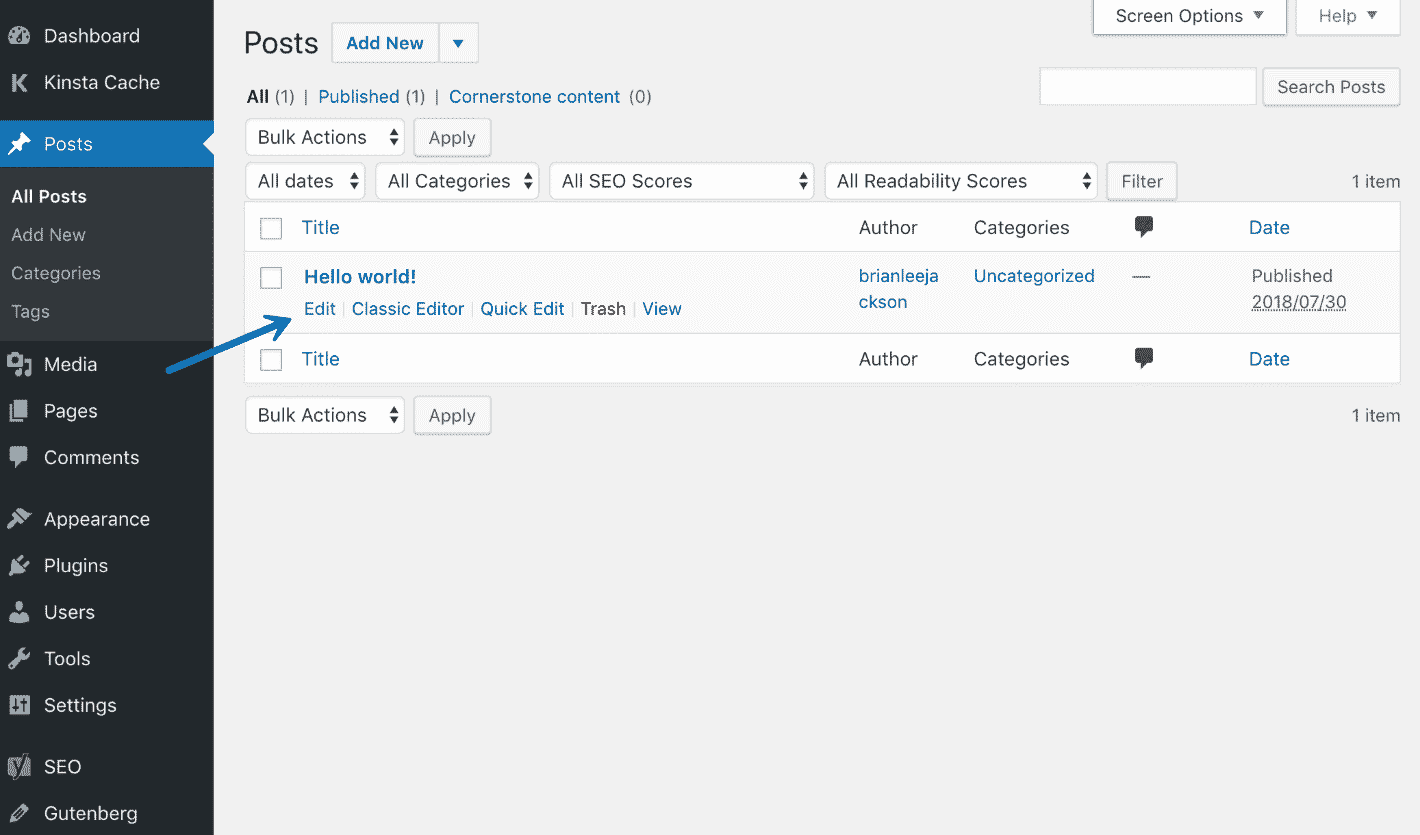 Dashboard
Kinsta Cache
Posts
All Posts
Add New
Categories
Tags
Media
Pages
Comments
Appearance
Plugins
Users
Tools
Settings
SEO
Gutenberg
Screen Options
Help
Posts
Add New
All (1) | Published (1) | Cornerstone content (0)
Search Posts
Bulk Actions
Apply
All dates
All Categories
All SEO Scores
All Readability Scores
Filter
1 item
Title
Author
Categories
Date
Hello world!
Edit | Classic Editor | Quick Edit | Trash | View
brianleeja
ckson
Uncategorized
—
Published
2018/07/30
Title
Author
Categories
Date
Bulk Actions
Apply
1 item